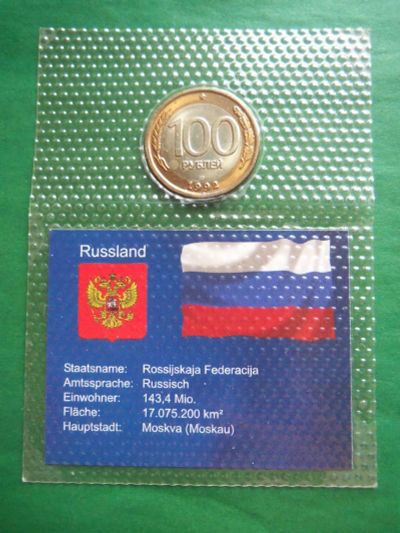 100
РУБЛЕЙ
1992
Russland
Staatsname: Rossijskaja Federacija
Amtssprache: Russisch
Einwohner: 143,4 Mio.
Fläche: 17.075.200 km²
Hauptstadt: Moskva (Moskau)